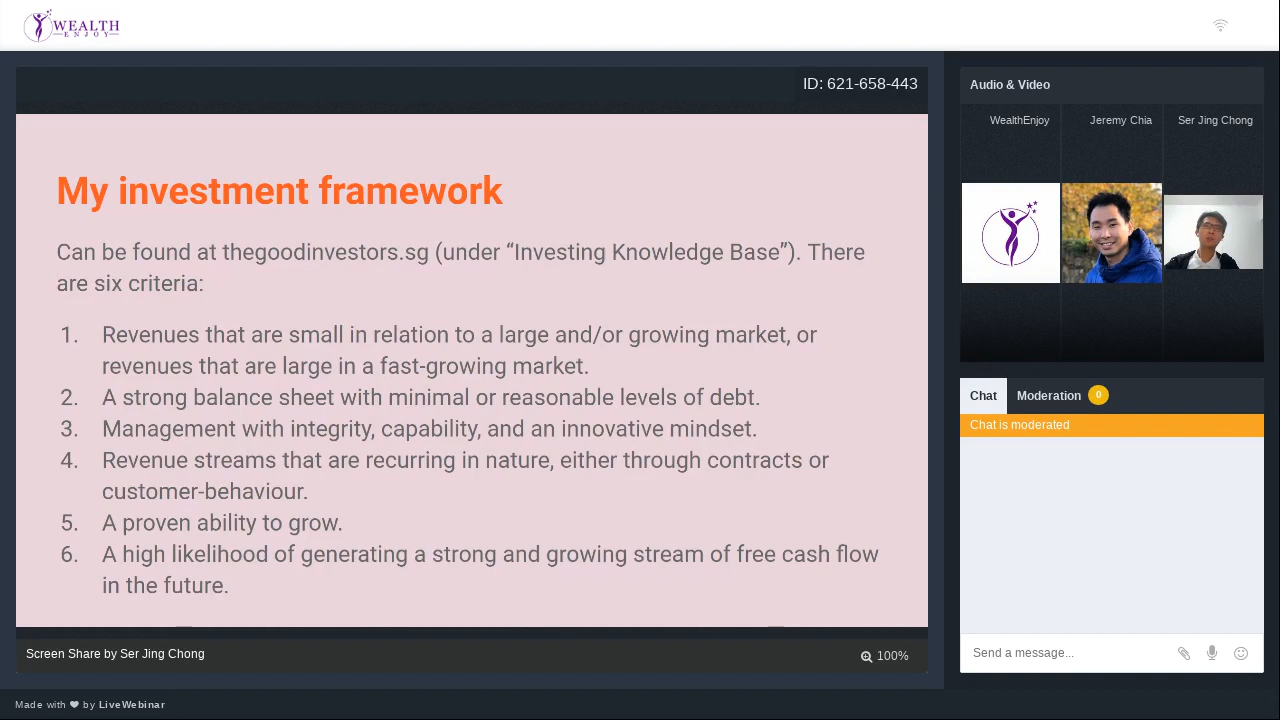 WEALTH
ENJOY
ID: 621-658-443
My investment framework
Can be found at thegoodinvestors.sg (under “Investing Knowledge Base”). There
are six criteria:
1. Revenues that are small in relation to a large and/or growing market, or
revenues that are large in a fast-growing market.
2. A strong balance sheet with minimal or reasonable levels of debt.
3. Management with integrity, capability, and an innovative mindset.
4. Revenue streams that are recurring in nature, either through contracts or
customer-behaviour.
5. A proven ability to grow.
6. A high likelihood of generating a strong and growing stream of free cash flow
in the future.
Screen Share by Ser Jing Chong
100%
Audio & Video
WealthEnjoy
Jeremy Chia
Ser Jing Chong
Chat
Moderation 0
Chat is moderated
Send a message...
Made with ❤ by LiveWebinar